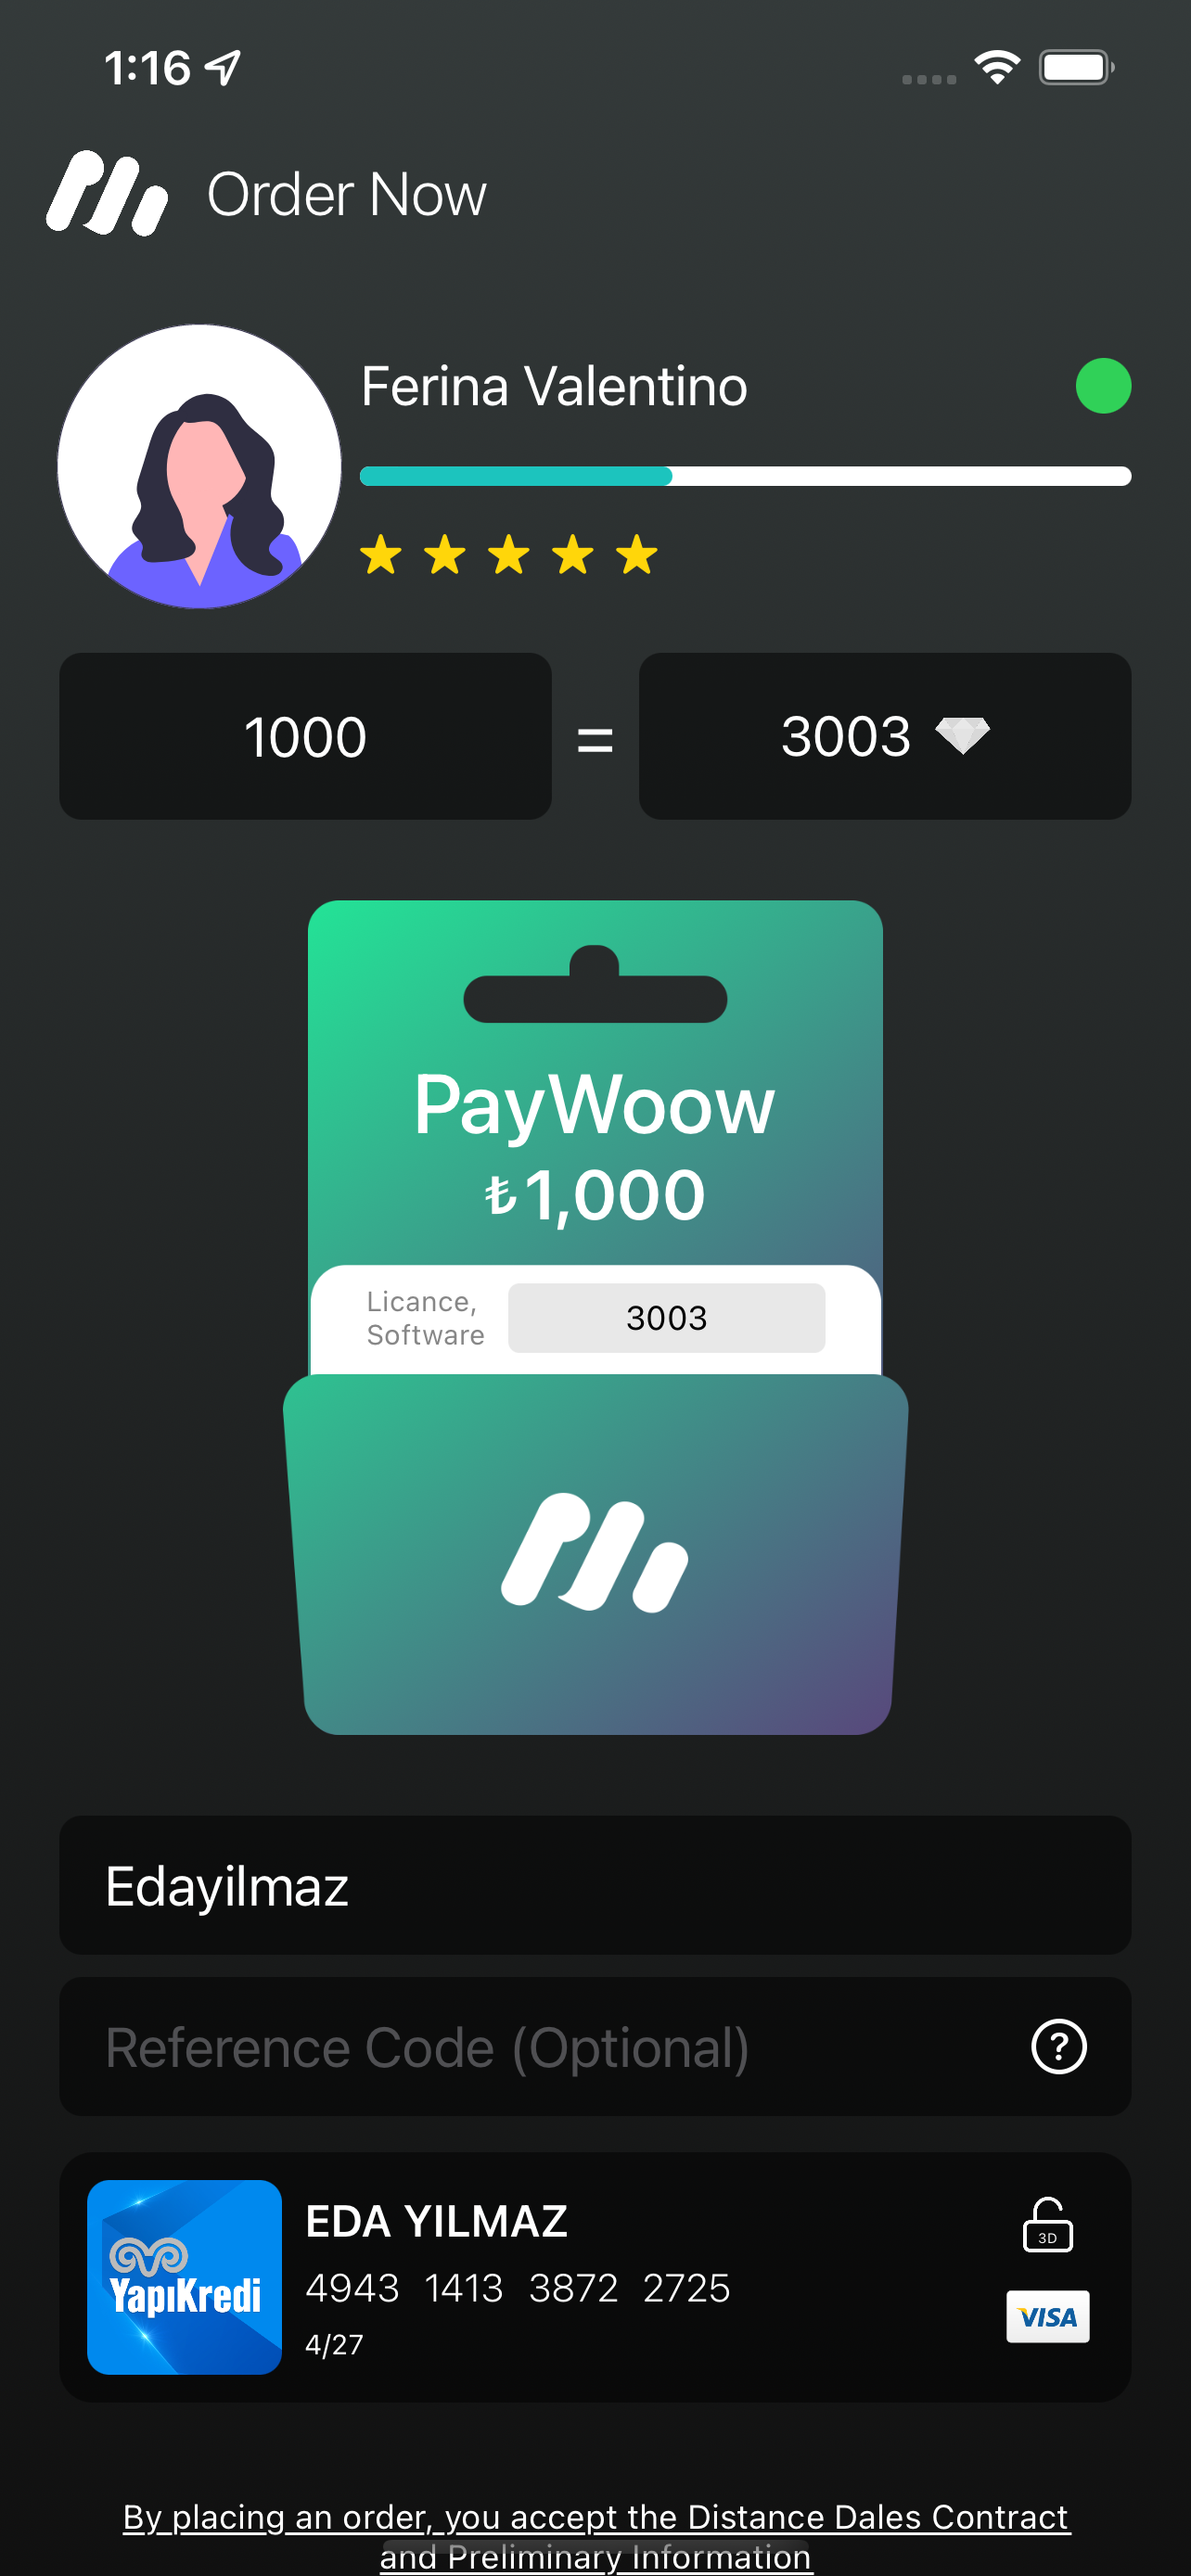 1:16
Order Now
Ferina Valentino
1000 = 3003
PayWoow
₺1,000
Licance,
Software
3003
Edayilmaz
Reference Code (Optional)
?
YapıKredi
EDA YILMAZ
3D
4943 1413 3872 2725
VISA
4/27
By placing an order, you accept the Distance Dales Contract
and Preliminary Information